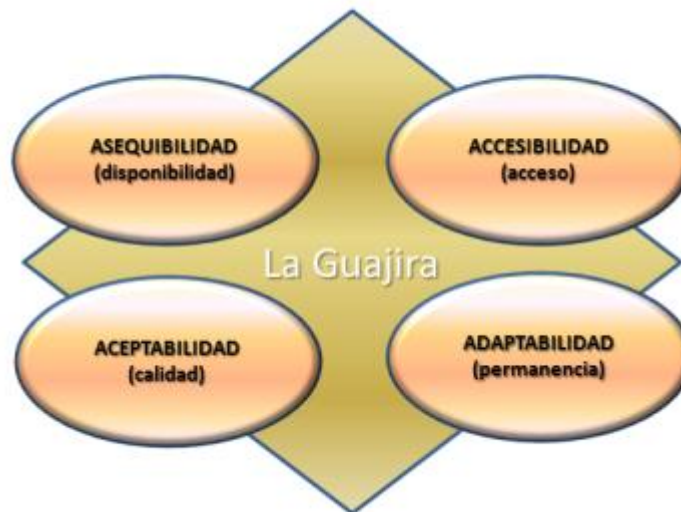 ASEQUIBILIDAD
(disponibilidad)
ACCESIBILIDAD
(acceso)
La Guajira
ACEPTABILIDAD
(calidad)
ADAPTABILIDAD
(permanencia)